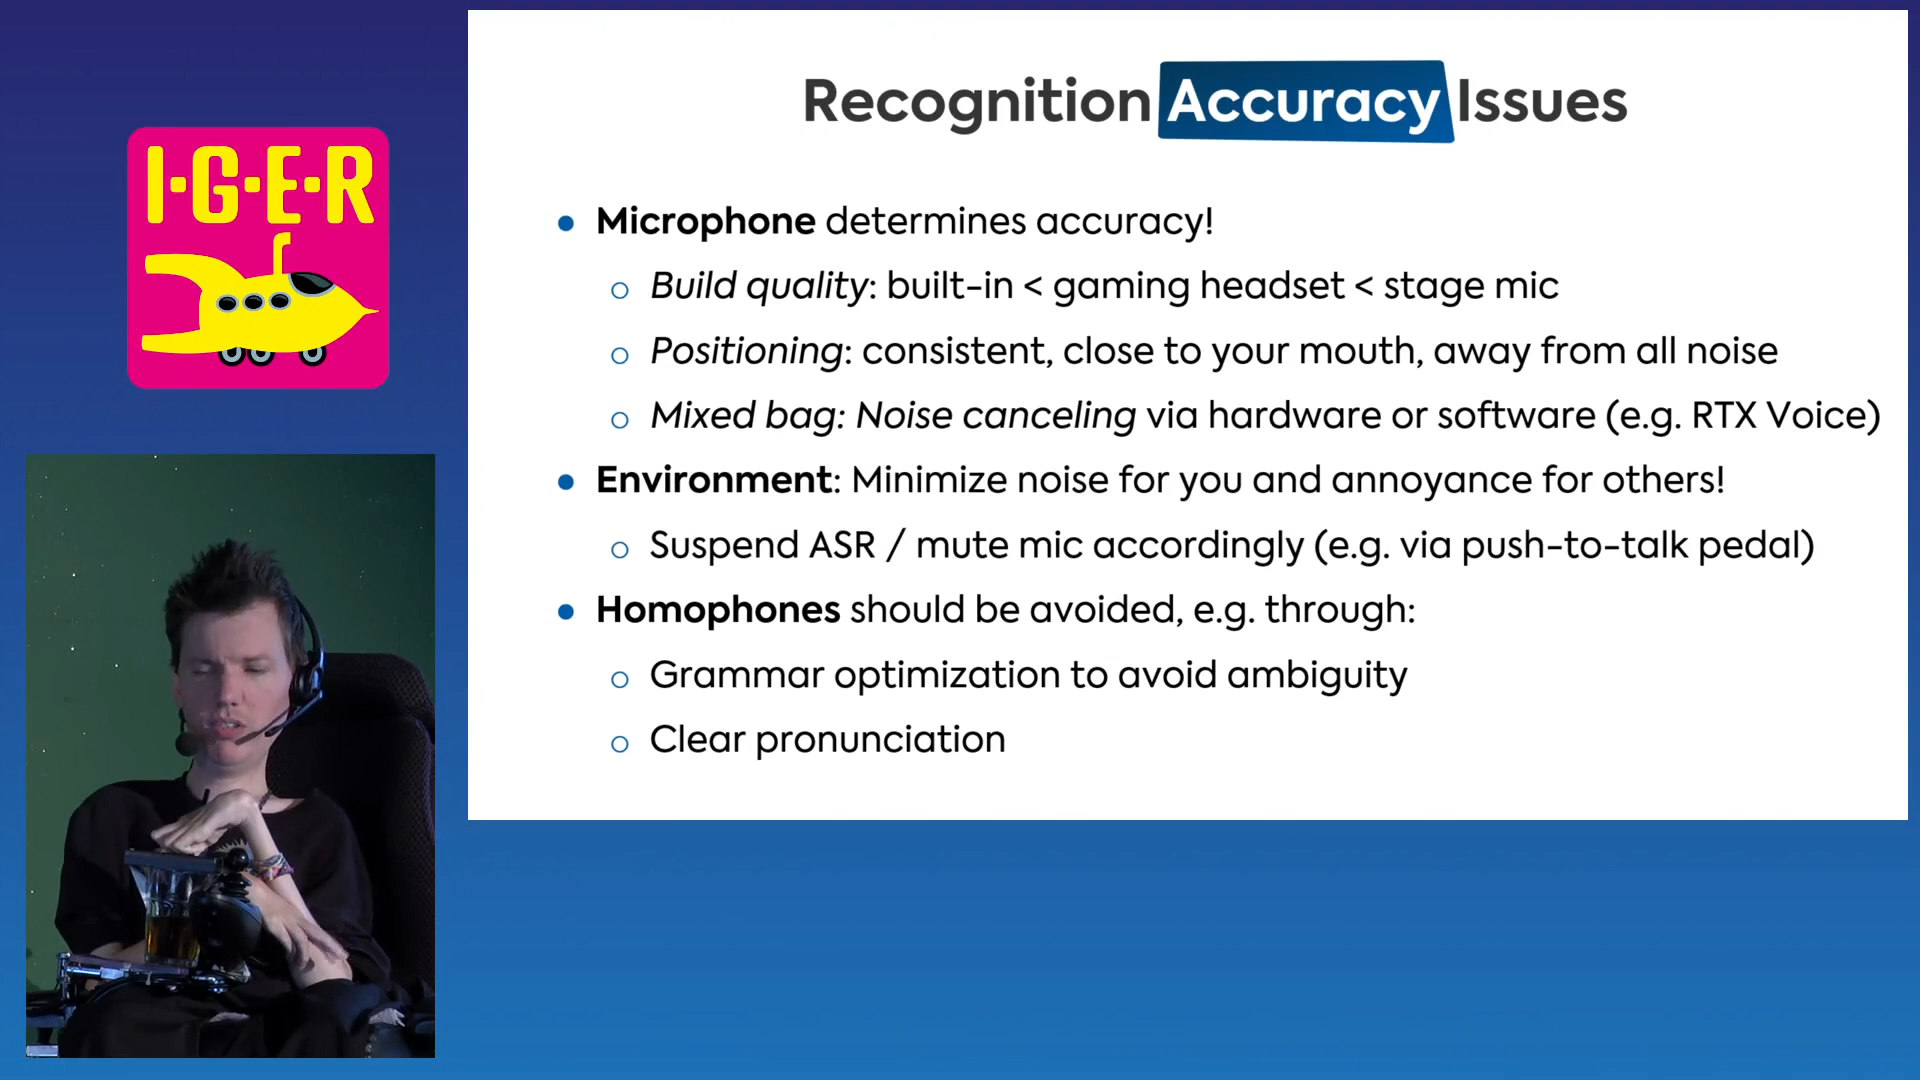 I·G·E·R
Recognition Accuracy Issues
● Microphone determines accuracy!
○ Build quality: built-in < gaming headset < stage mic
○ Positioning: consistent, close to your mouth, away from all noise
○ Mixed bag: Noise canceling via hardware or software (e.g. RTX Voice)
● Environment: Minimize noise for you and annoyance for others!
○ Suspend ASR / mute mic accordingly (e.g. via push-to-talk pedal)
● Homophones should be avoided, e.g. through:
○ Grammar optimization to avoid ambiguity
○ Clear pronunciation